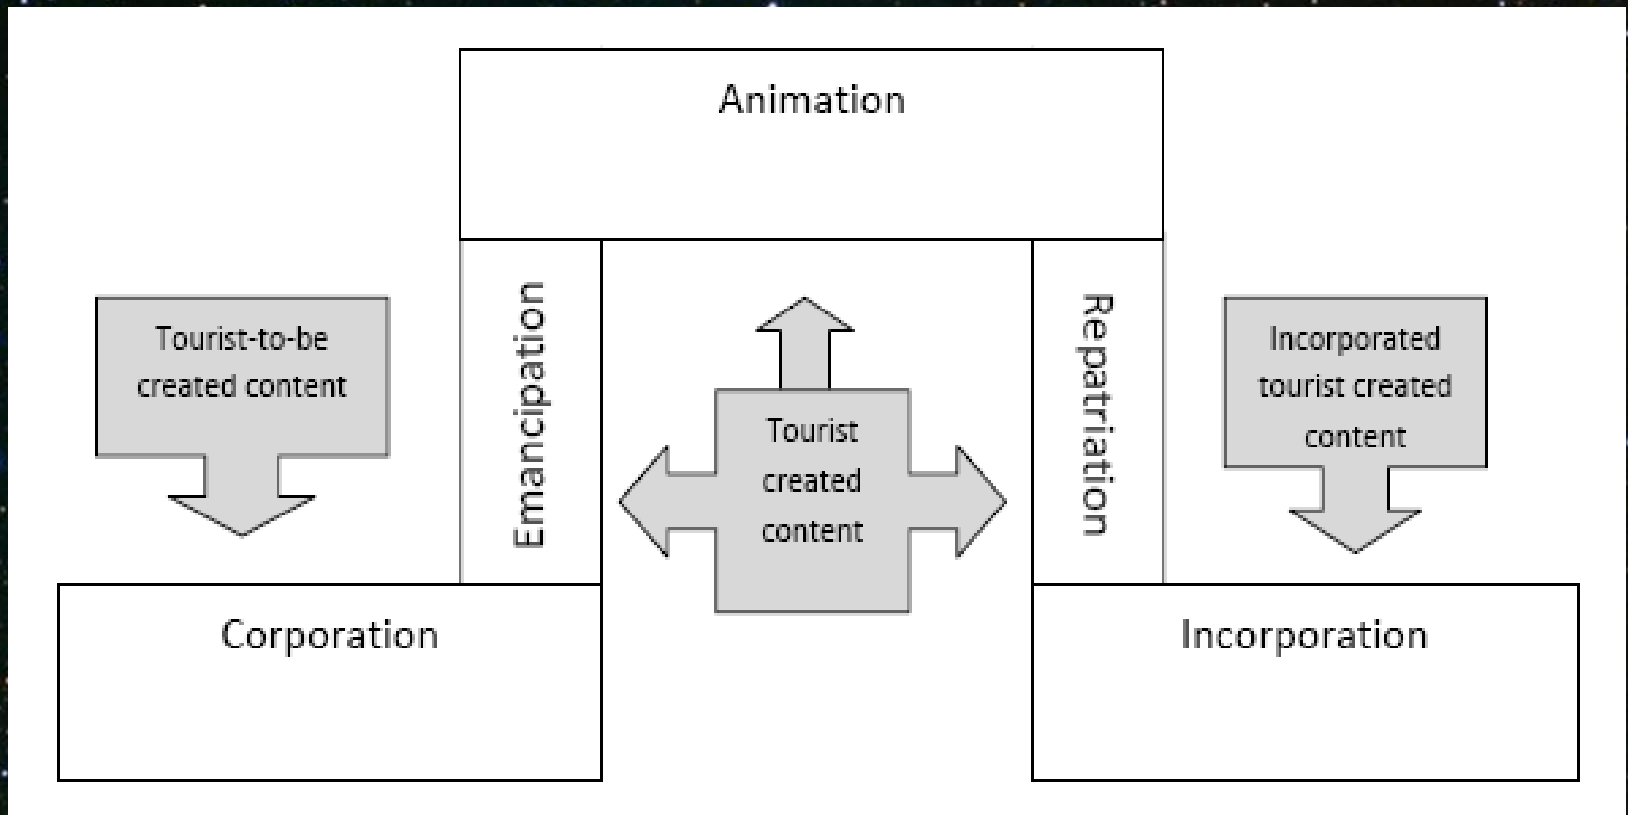 Animation
Tourist-to-be
created content
Emancipation
Tourist
created
content
Repatriation
Incorporated
tourist created
content
Corporation
Incorporation